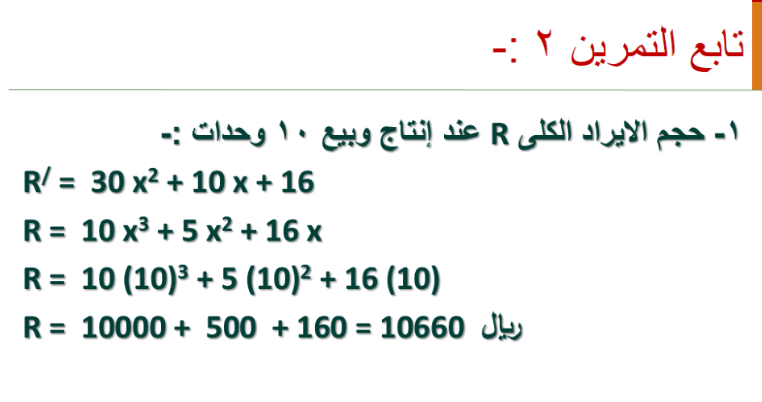 تابع التمرين ٢ :-
١- حجم الايراد الكلى R عند إنتاج وبيع ١٠ وحدات :-
R/ = 30 x² + 10 x + 16
R = 10 x³ + 5 x² + 16 x
R = 10 (10)³ + 5 (10)² + 16 (10)
R = 10000 + 500 + 160 = 10660 ريال